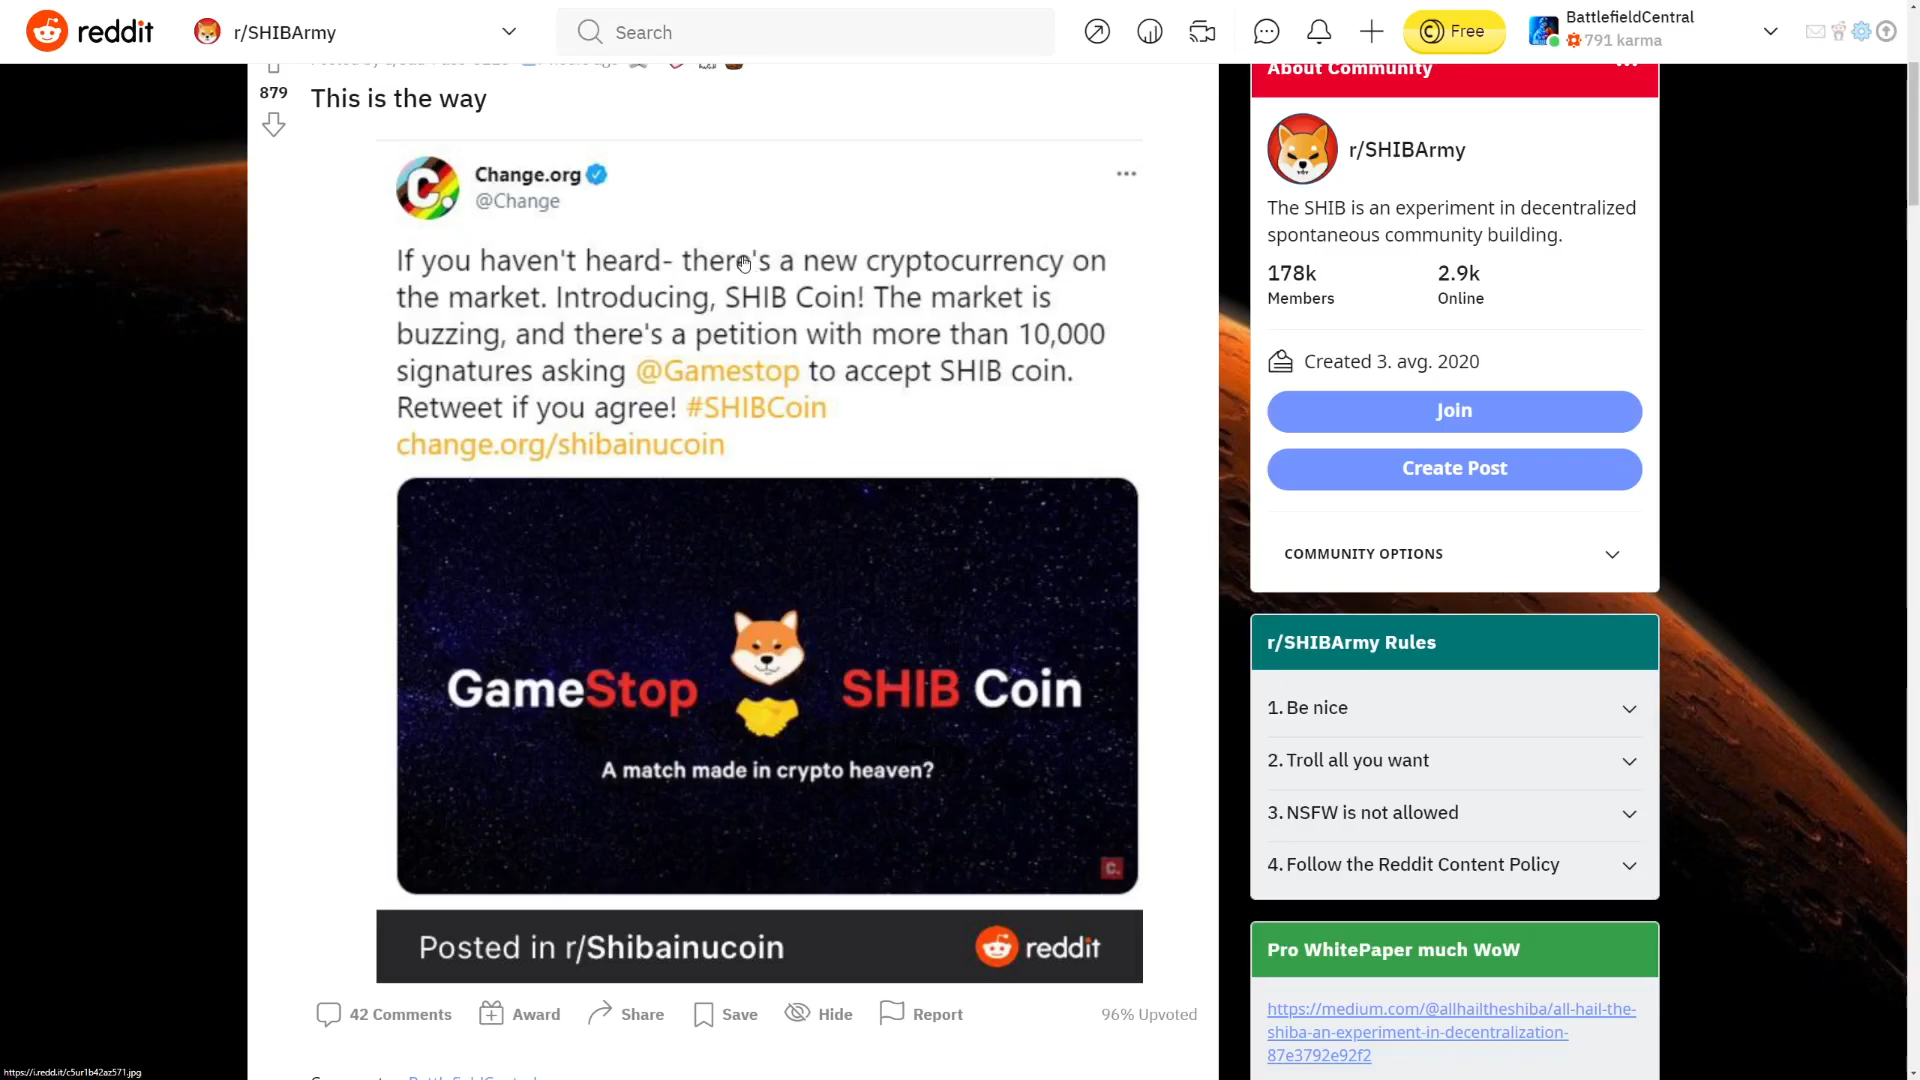 reddit
r/SHIBArmy
Search
Free
BattlefieldCentral
791 karma
879
This is the way
Change.org
@Change
If you haven't heard- there's a new cryptocurrency on
the market. Introducing, SHIB Coin! The market is
buzzing, and there's a petition with more than 10,000
signatures asking @Gamestop to accept SHIB coin.
Retweet if you agree! #SHIBCoin
change.org/shibainucoin
GameStop SHIB Coin
A match made in crypto heaven?
C.
Posted in r/Shibainucoin
reddit
42 Comments
Award
Share
Save
Hide
Report
96% Upvoted
About Community
r/SHIBArmy
The SHIB is an experiment in decentralized
spontaneous community building.
178k
Members
2.9k
Online
Created 3. avg. 2020
Join
Create Post
COMMUNITY OPTIONS
r/SHIBArmy Rules
1. Be nice
2. Troll all you want
3. NSFW is not allowed
4. Follow the Reddit Content Policy
Pro WhitePaper much WoW
https://medium.com/@allhailtheshiba/all-hail-the-
shiba-an-experiment-in-decentralization-
87e3792e92f2
https://i.redd.it/c5ur1b42az571.jpg